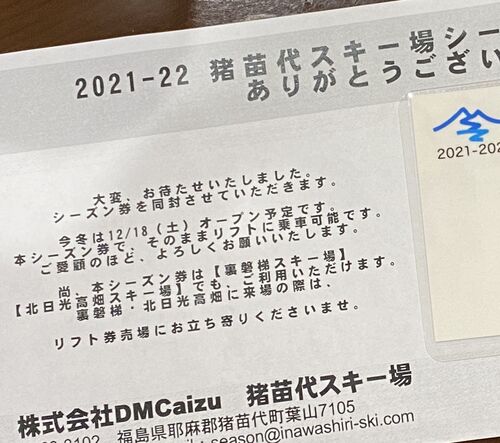 2021-22 猪苗代スキー場シー
ありがとうござい
2021-202
大変、お待たせいたしました。
シーズン券を同封させていただきます。
今冬は12/18（土）オープン予定です。
本シーズン券で、そのままリフトに乗車可能です。
ご愛顧のほど、よろしくお願いいたします。
尚、本シーズン券は【裏磐梯スキー場】
【北日光高畑スキー場】でも、ご利用いただけます。
裏磐梯・北日光高畑に来場の際は、
リフト券売場にお立ち寄りくださいませ。
株式会社DMCaizu 猪苗代スキー場
2102 福島県耶麻郡猪苗代町葉山7105
season@inawashiri-ski.com